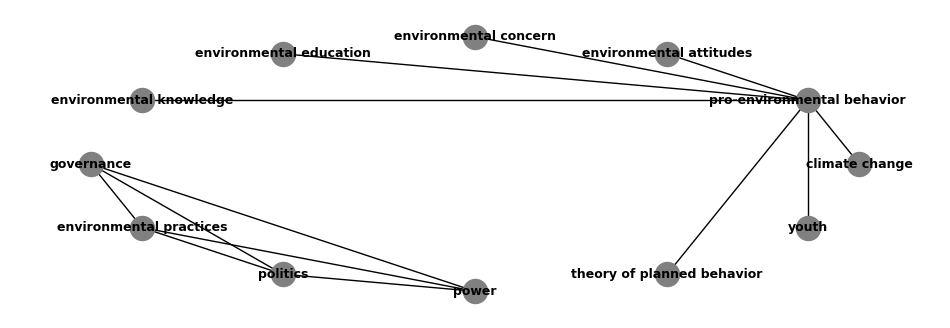 environmental concern
environmental education
environmental attitudes
environmental knowledge
pro-environmental behavior
governance
climate change
environmental practices
youth
politics
theory of planned behavior
power